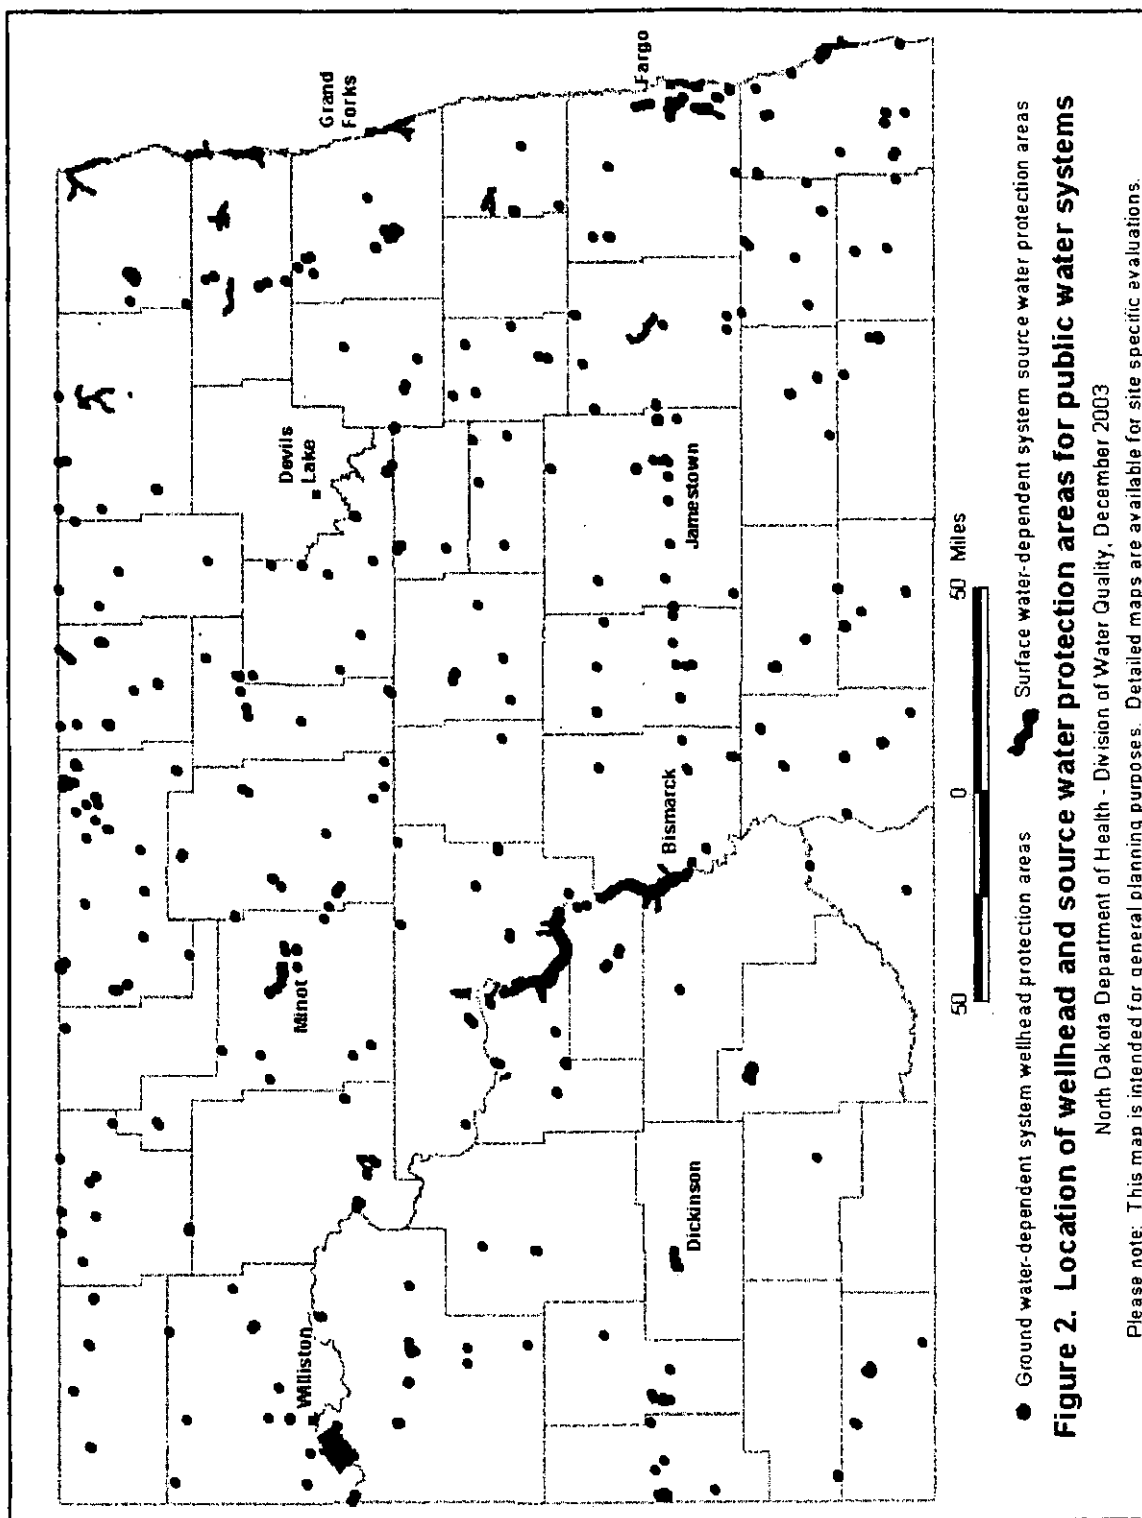 Grand
Forks
Fargo
Devils
Lake
Jamestown
Minot
Bismarck
Williston
Dickinson
50 0 50 Miles
Ground water-dependent system wellhead protection areas Surface water-dependent system source water protection areas
Figure 2. Location of wellhead and source water protection areas for public water systems
North Dakota Department of Health - Division of Water Quality, December 2003
Please note: This map is intended for general planning purposes. Detailed maps are available for site specific evaluations.